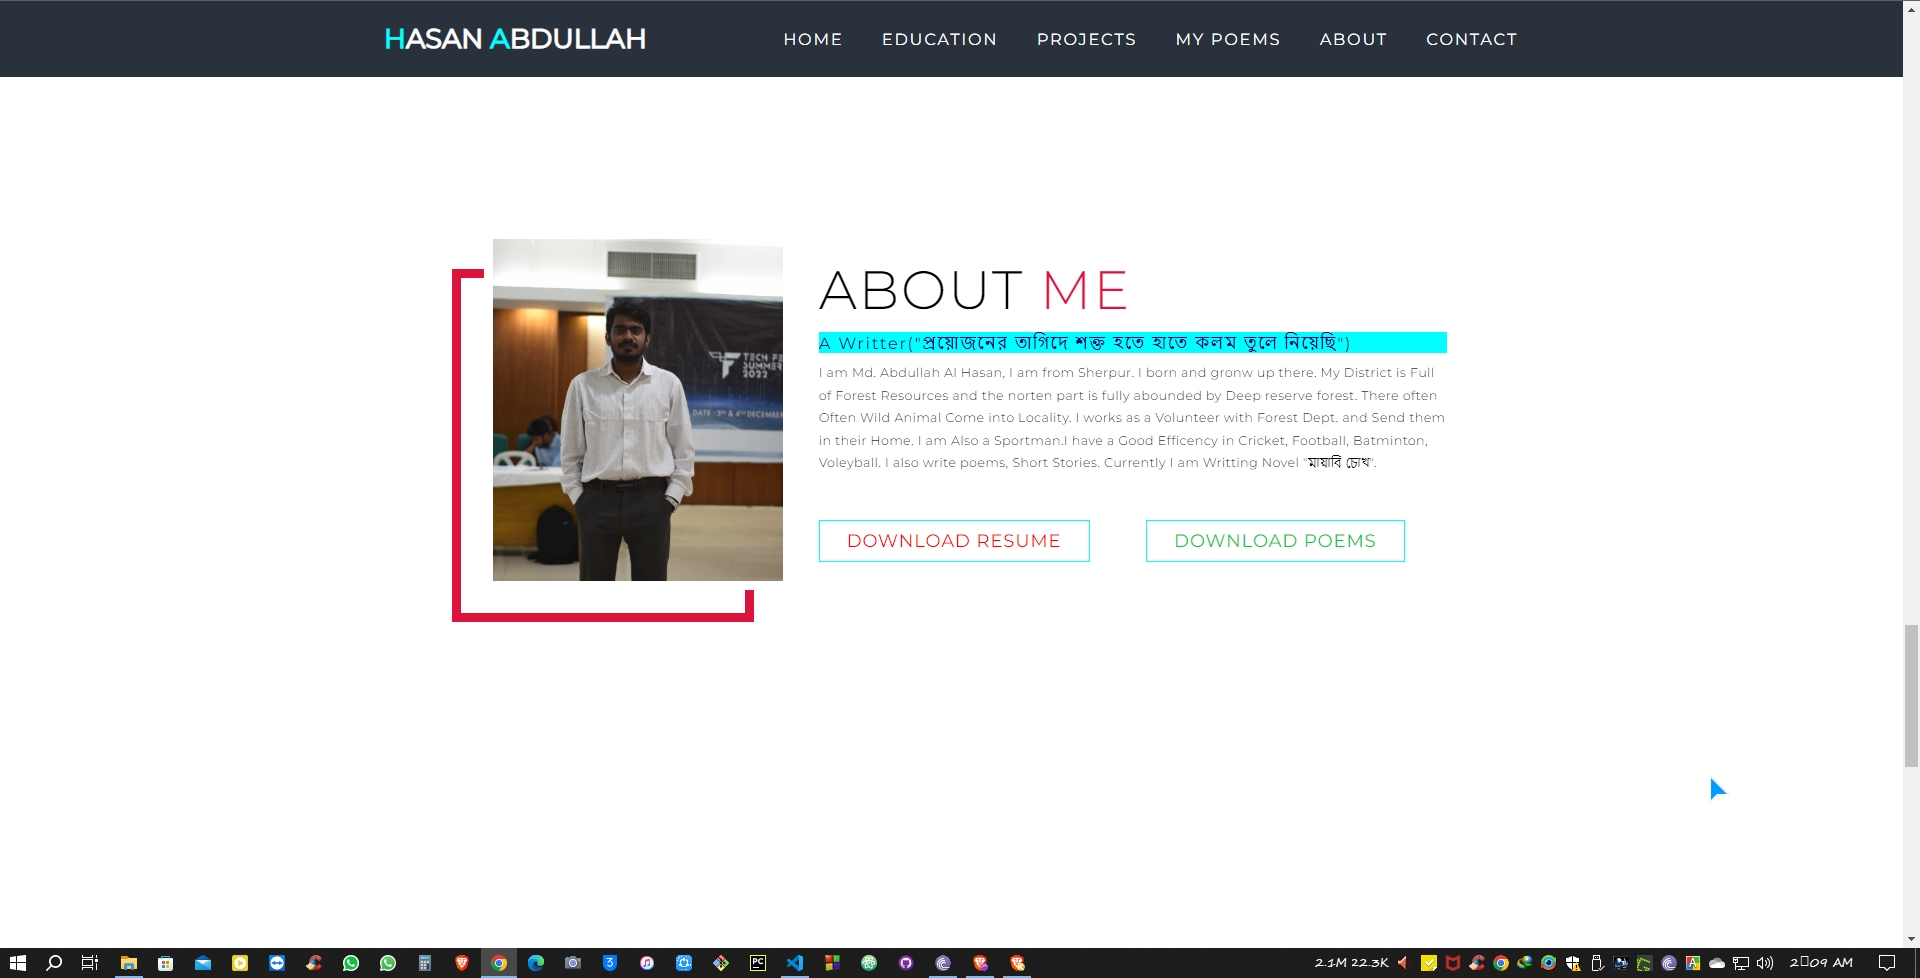 HASAN ABDULLAH
HOME EDUCATION PROJECTS MY POEMS ABOUT CONTACT
TECH FE
SUMMER
2022
DATE : 3RD & 4TH DECEMBER
ABOUT ME
A Writter("প্রয়োজনের তাগিদে শক্ত হতে হাতে কলম তুলে নিয়েছি")
I am Md. Abdullah Al Hasan, I am from Sherpur. I born and gronw up there. My District is Full
of Forest Resources and the norten part is fully abounded by Deep reserve forest. There often
Often Wild Animal Come into Locality. I works as a Volunteer with Forest Dept. and Send them
in their Home. I am Also a Sportman.I have a Good Efficency in Cricket, Football, Batminton,
Voleyball. I also write poems, Short Stories. Currently I am Writting Novel "মায়াবি চোখ".
DOWNLOAD RESUME DOWNLOAD POEMS
2.1M 22.3K 2▯09 AM